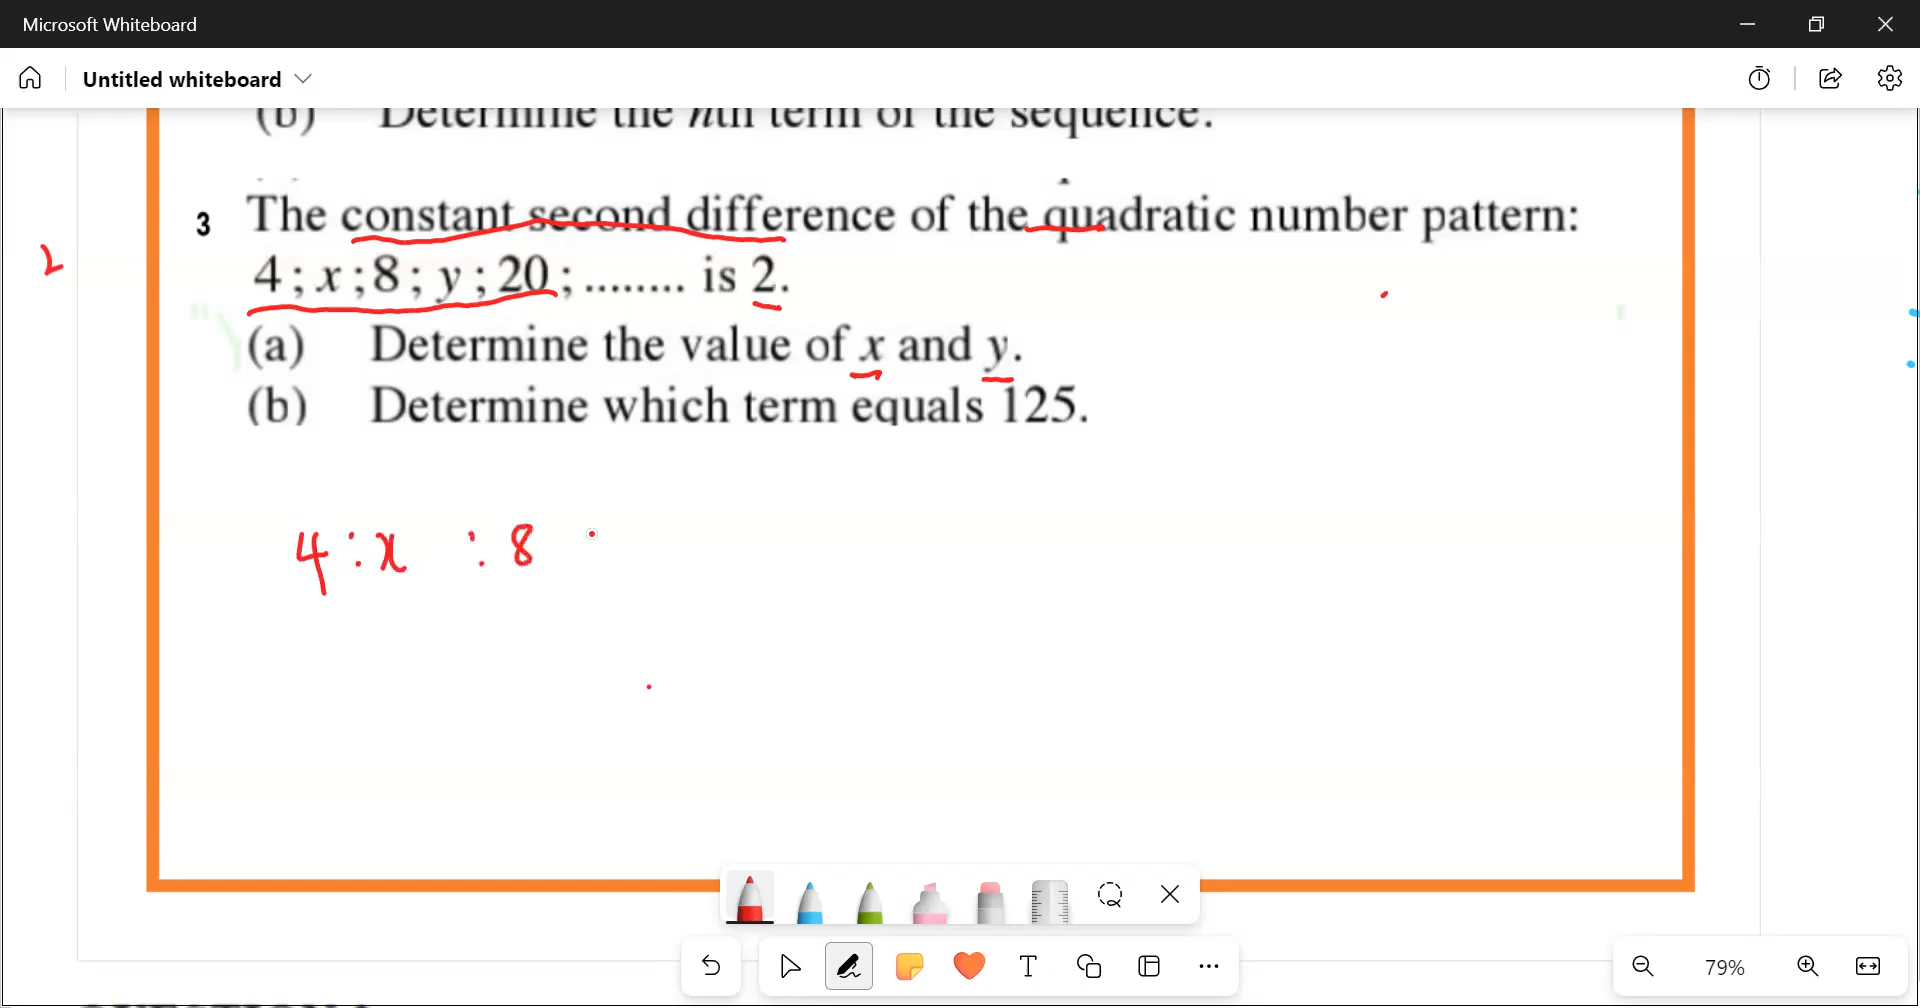 Microsoft Whiteboard
Untitled whiteboard
(b) Determine the nth term of the sequence.
3 The constant second difference of the quadratic number pattern:
2
4 ; x ; 8 ; y ; 20 ; ........ is 2.
(a) Determine the value of x and y.
(b) Determine which term equals 125.
4 ; x ; 8
79%